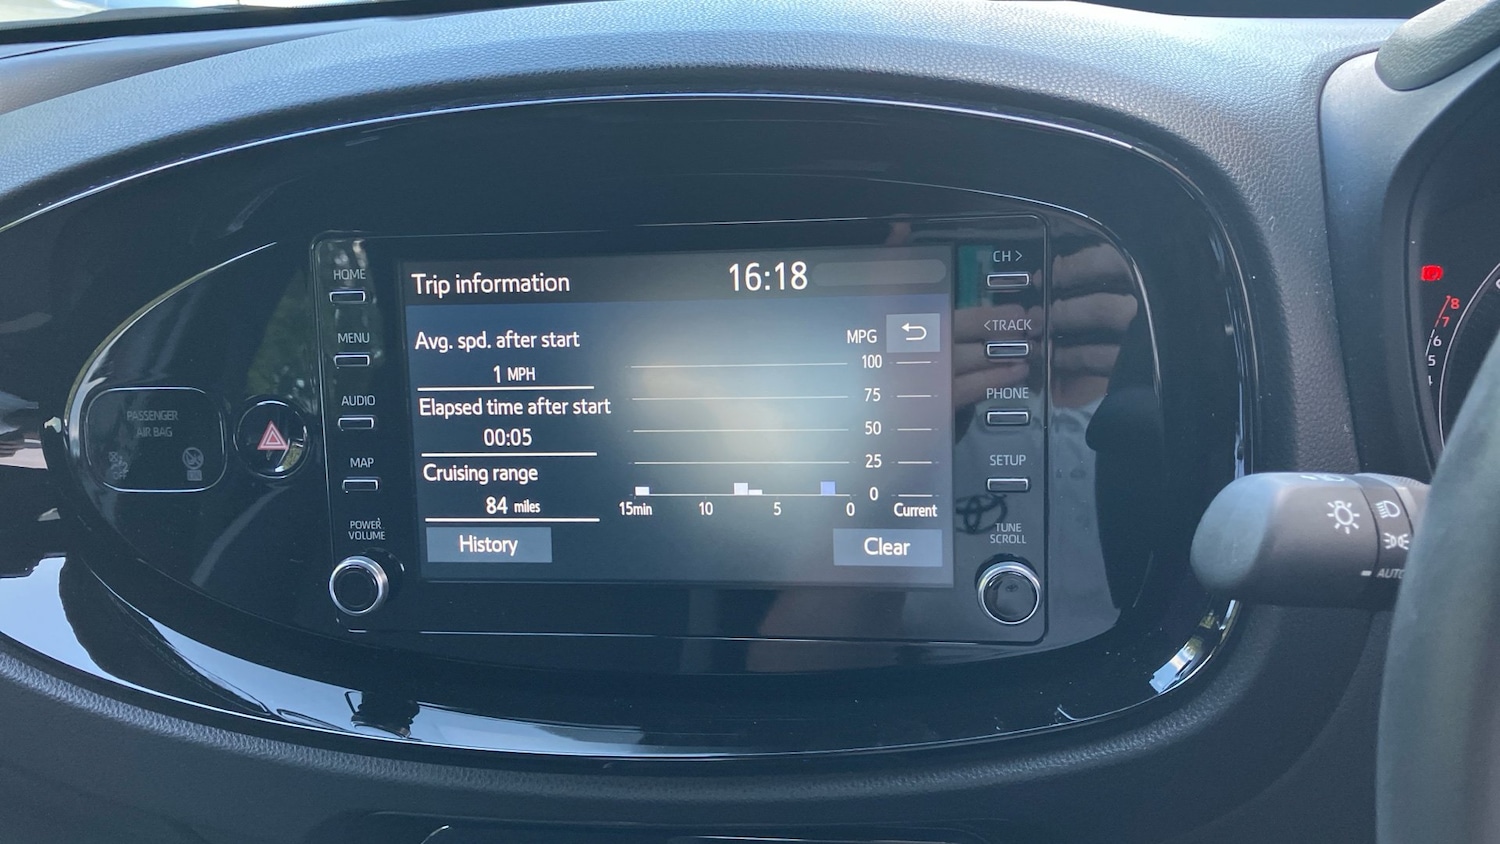 HOME
MENU
AUDIO
MAP
POWER
VOLUME
PASSENGER
AIR BAG
Trip information
16:18
Avg. spd. after start
1 MPH
Elapsed time after start
00:05
Cruising range
84 miles
History
MPG
100
75
50
25
0
15min 10 5 0 Current
Clear
CH >
< TRACK
PHONE
SETUP
TUNE
SCROLL
8
7
6
5
AUTO